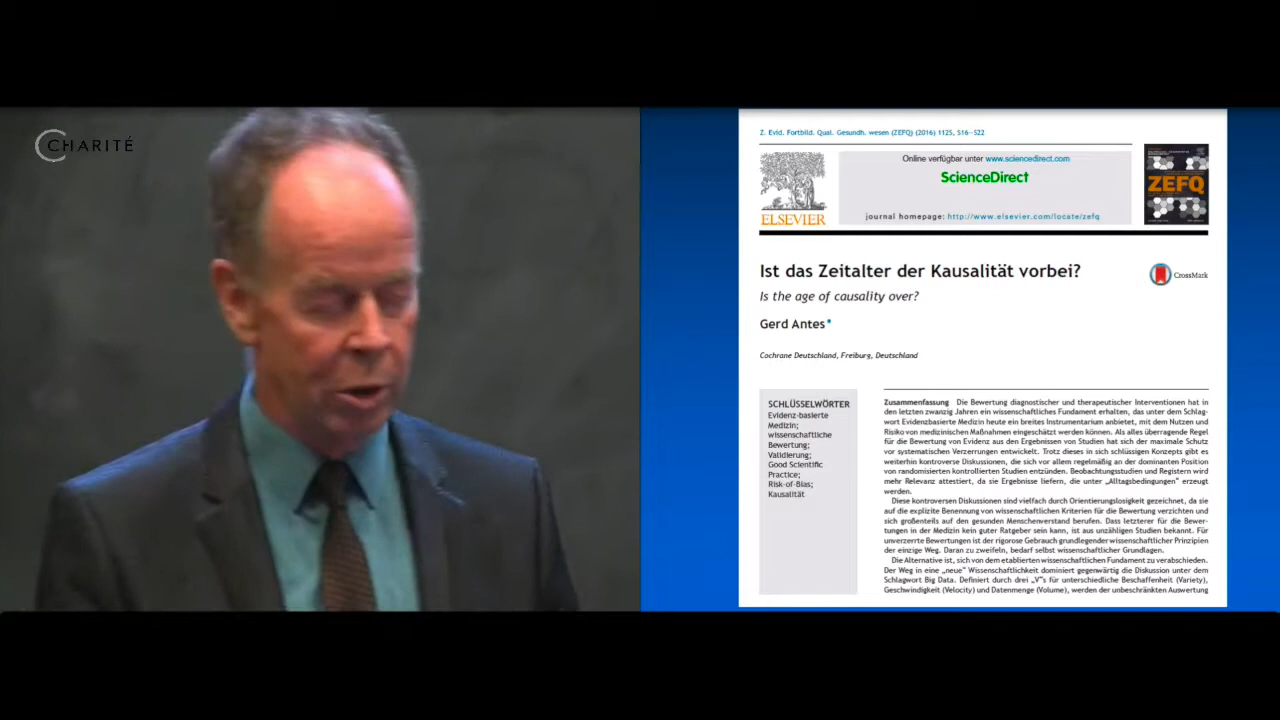 CHARITÉ
Z. Evid. Fortbild. Qual. Gesundh. wesen (ZEFQ) (2016) 112S, S16—S22
Online verfügbar unter www.sciencedirect.com
ScienceDirect
journal homepage: http://www.elsevier.com/locate/zefq
ELSEVIER
ZEFQ
Ist das Zeitalter der Kausalität vorbei?
CrossMark
Is the age of causality over?
Gerd Antes*
Cochrane Deutschland, Freiburg, Deutschland
SCHLÜSSELWÖRTER
Evidenz-basierte
Medizin;
wissenschaftliche
Bewertung;
Validierung;
Good Scientific
Practice;
Risk-of-Bias;
Kausalität
Zusammenfassung Die Bewertung diagnostischer und therapeutischer Interventionen hat in
den letzten zwanzig Jahren ein wissenschaftliches Fundament erhalten, das unter dem Schlag-
wort Evidenzbasierte Medizin heute ein breites Instrumentarium anbietet, mit dem Nutzen und
Risiko von medizinischen Maßnahmen eingeschätzt werden können. Als alles überragende Regel
für die Bewertung von Evidenz aus den Ergebnissen von Studien hat sich der maximale Schutz
vor systematischen Verzerrungen entwickelt. Trotz dieses in sich schlüssigen Konzepts gibt es
weiterhin kontroverse Diskussionen, die sich vor allem regelmäßig an der dominanten Position
von randomisierten kontrollierten Studien entzünden. Beobachtungsstudien und Registern wird
mehr Relevanz attestiert, da sie Ergebnisse liefern, die unter „Alltagsbedingungen" erzeugt
werden.
Diese kontroversen Diskussionen sind vielfach durch Orientierungslosigkeit gezeichnet, da sie
auf die explizite Benennung von wissenschaftlichen Kriterien für die Bewertung verzichten und
sich großenteils auf den gesunden Menschenverstand berufen. Dass letzterer für die Bewer-
tungen in der Medizin kein guter Ratgeber sein kann, ist aus unzähligen Studien bekannt. Für
unverzerrte Bewertungen ist der rigorose Gebrauch grundlegender wissenschaftlicher Prinzipien
der einzige Weg. Daran zu zweifeln, bedarf selbst wissenschaftlicher Grundlagen.
Die Alternative ist, sich von dem etablierten wissenschaftlichen Fundament zu verabschieden.
Der Weg in eine „neue" Wissenschaftlichkeit dominiert gegenwärtig die Diskussion unter dem
Schlagwort Big Data. Definiert durch drei „V"s für unterschiedliche Beschaffenheit (Variety),
Geschwindigkeit (Velocity) und Datenmenge (Volume), werden der unbeschränkten Auswertung